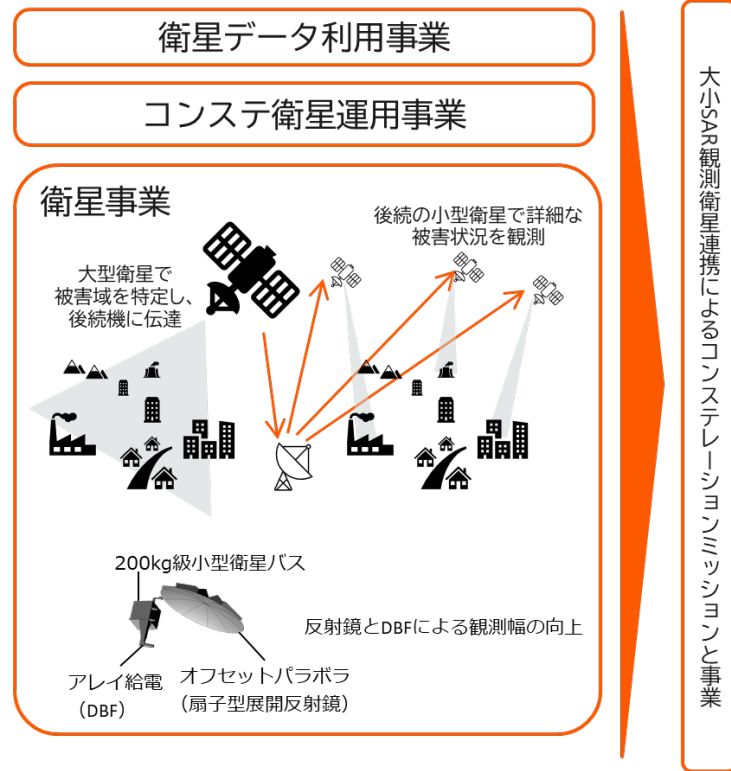 衛星データ利用事業
コンステ衛星運用事業
衛星事業
大型衛星で
被害域を特定し、
後続機に伝達
後続の小型衛星で詳細な
被害状況を観測
200kg級小型衛星バス
反射鏡とDBFによる観測幅の向上
アレイ給電
（DBF）
オフセットパラボラ
（扇子型展開反射鏡）
大小SAR観測衛星連携によるコンステレーションミッションと事業